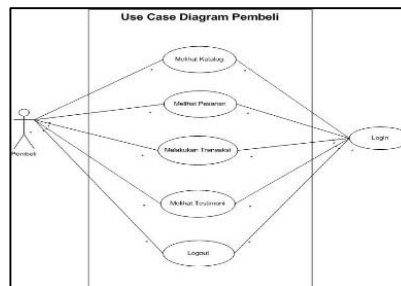 Use Case Diagram Pembeli
Melihat Katalog
Melihat Pesanan
Melakukan Transaksi
Melihat Testimoni
Logout
Pembeli
Login